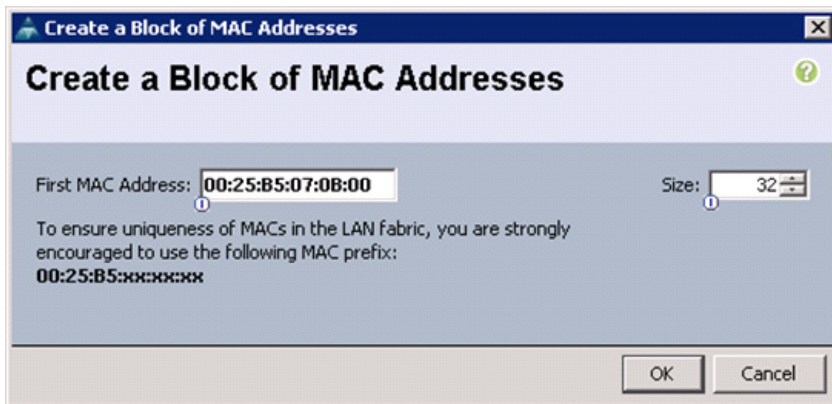 Create a Block of MAC Addresses
Create a Block of MAC Addresses
First MAC Address: 00:25:B5:07:0B:00 Size: 32
To ensure uniqueness of MACs in the LAN fabric, you are strongly
encouraged to use the following MAC prefix:
00:25:B5:xx:xx:xx
OK Cancel